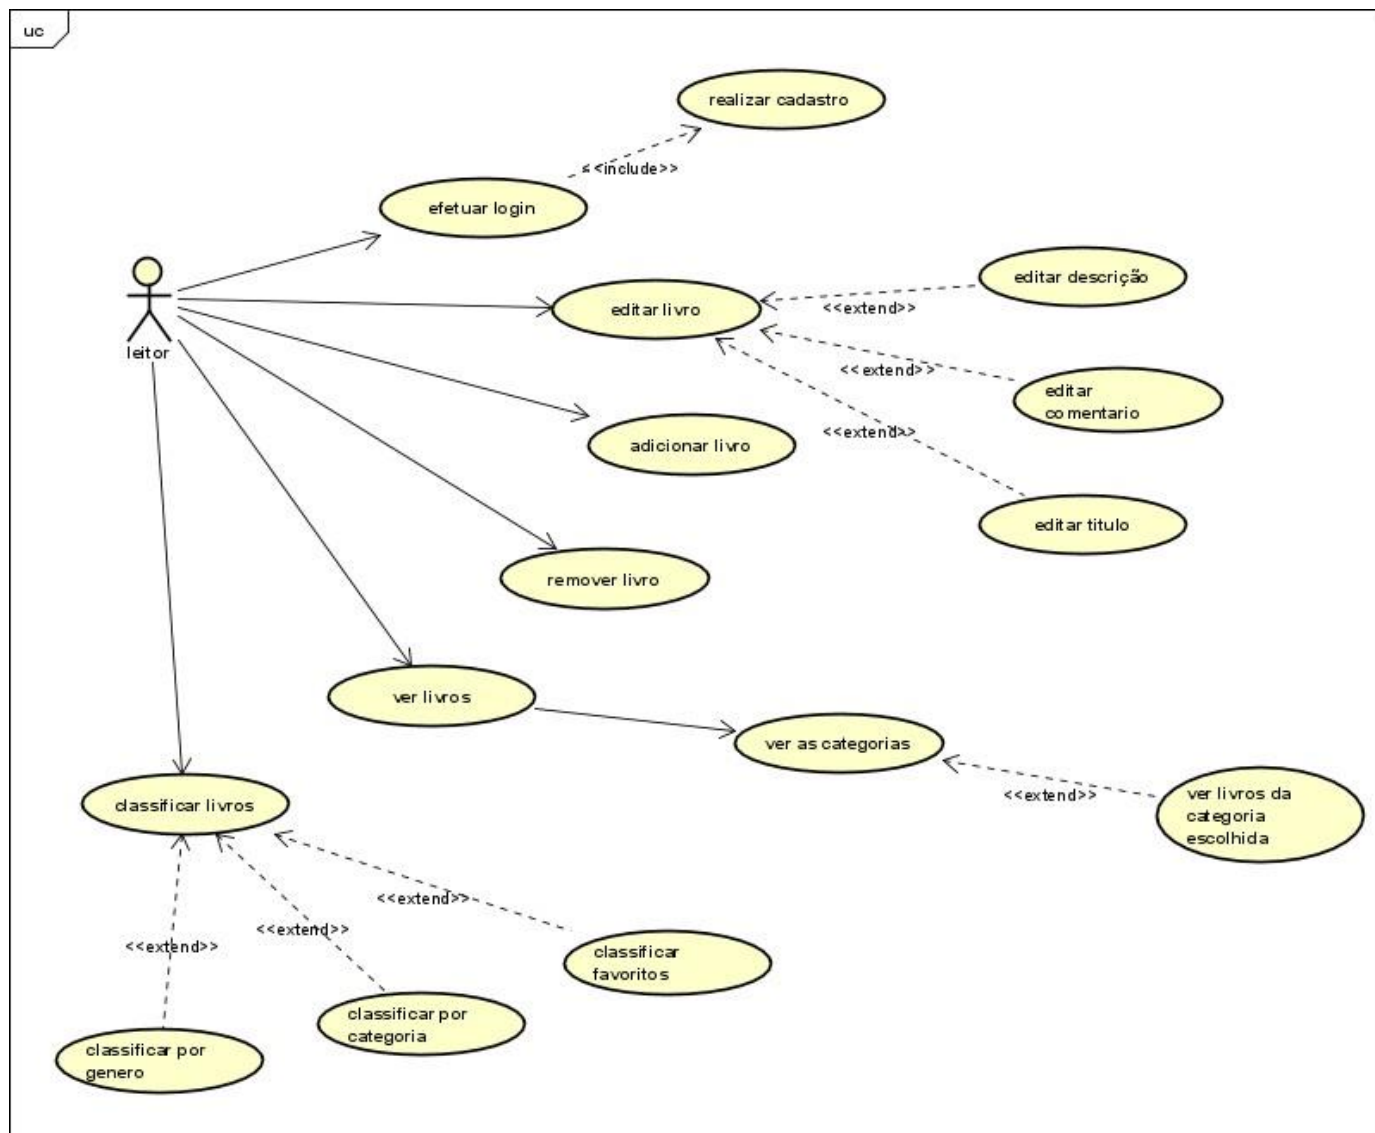 uc
realizar cadastro
<<include>>
efetuar login
editar descrição
editar livro
<<extend>>
leitor
<<extend>>
editar
comentario
<<extend>>
adicionar livro
editar titulo
remover livro
ver livros
ver as categorias
<<extend>>
ver livros da
categoria
escolhida
classificar livros
<<extend>>
<<extend>>
<<extend>>
classificar
favoritos
classificar por
categoria
classificar por
genero